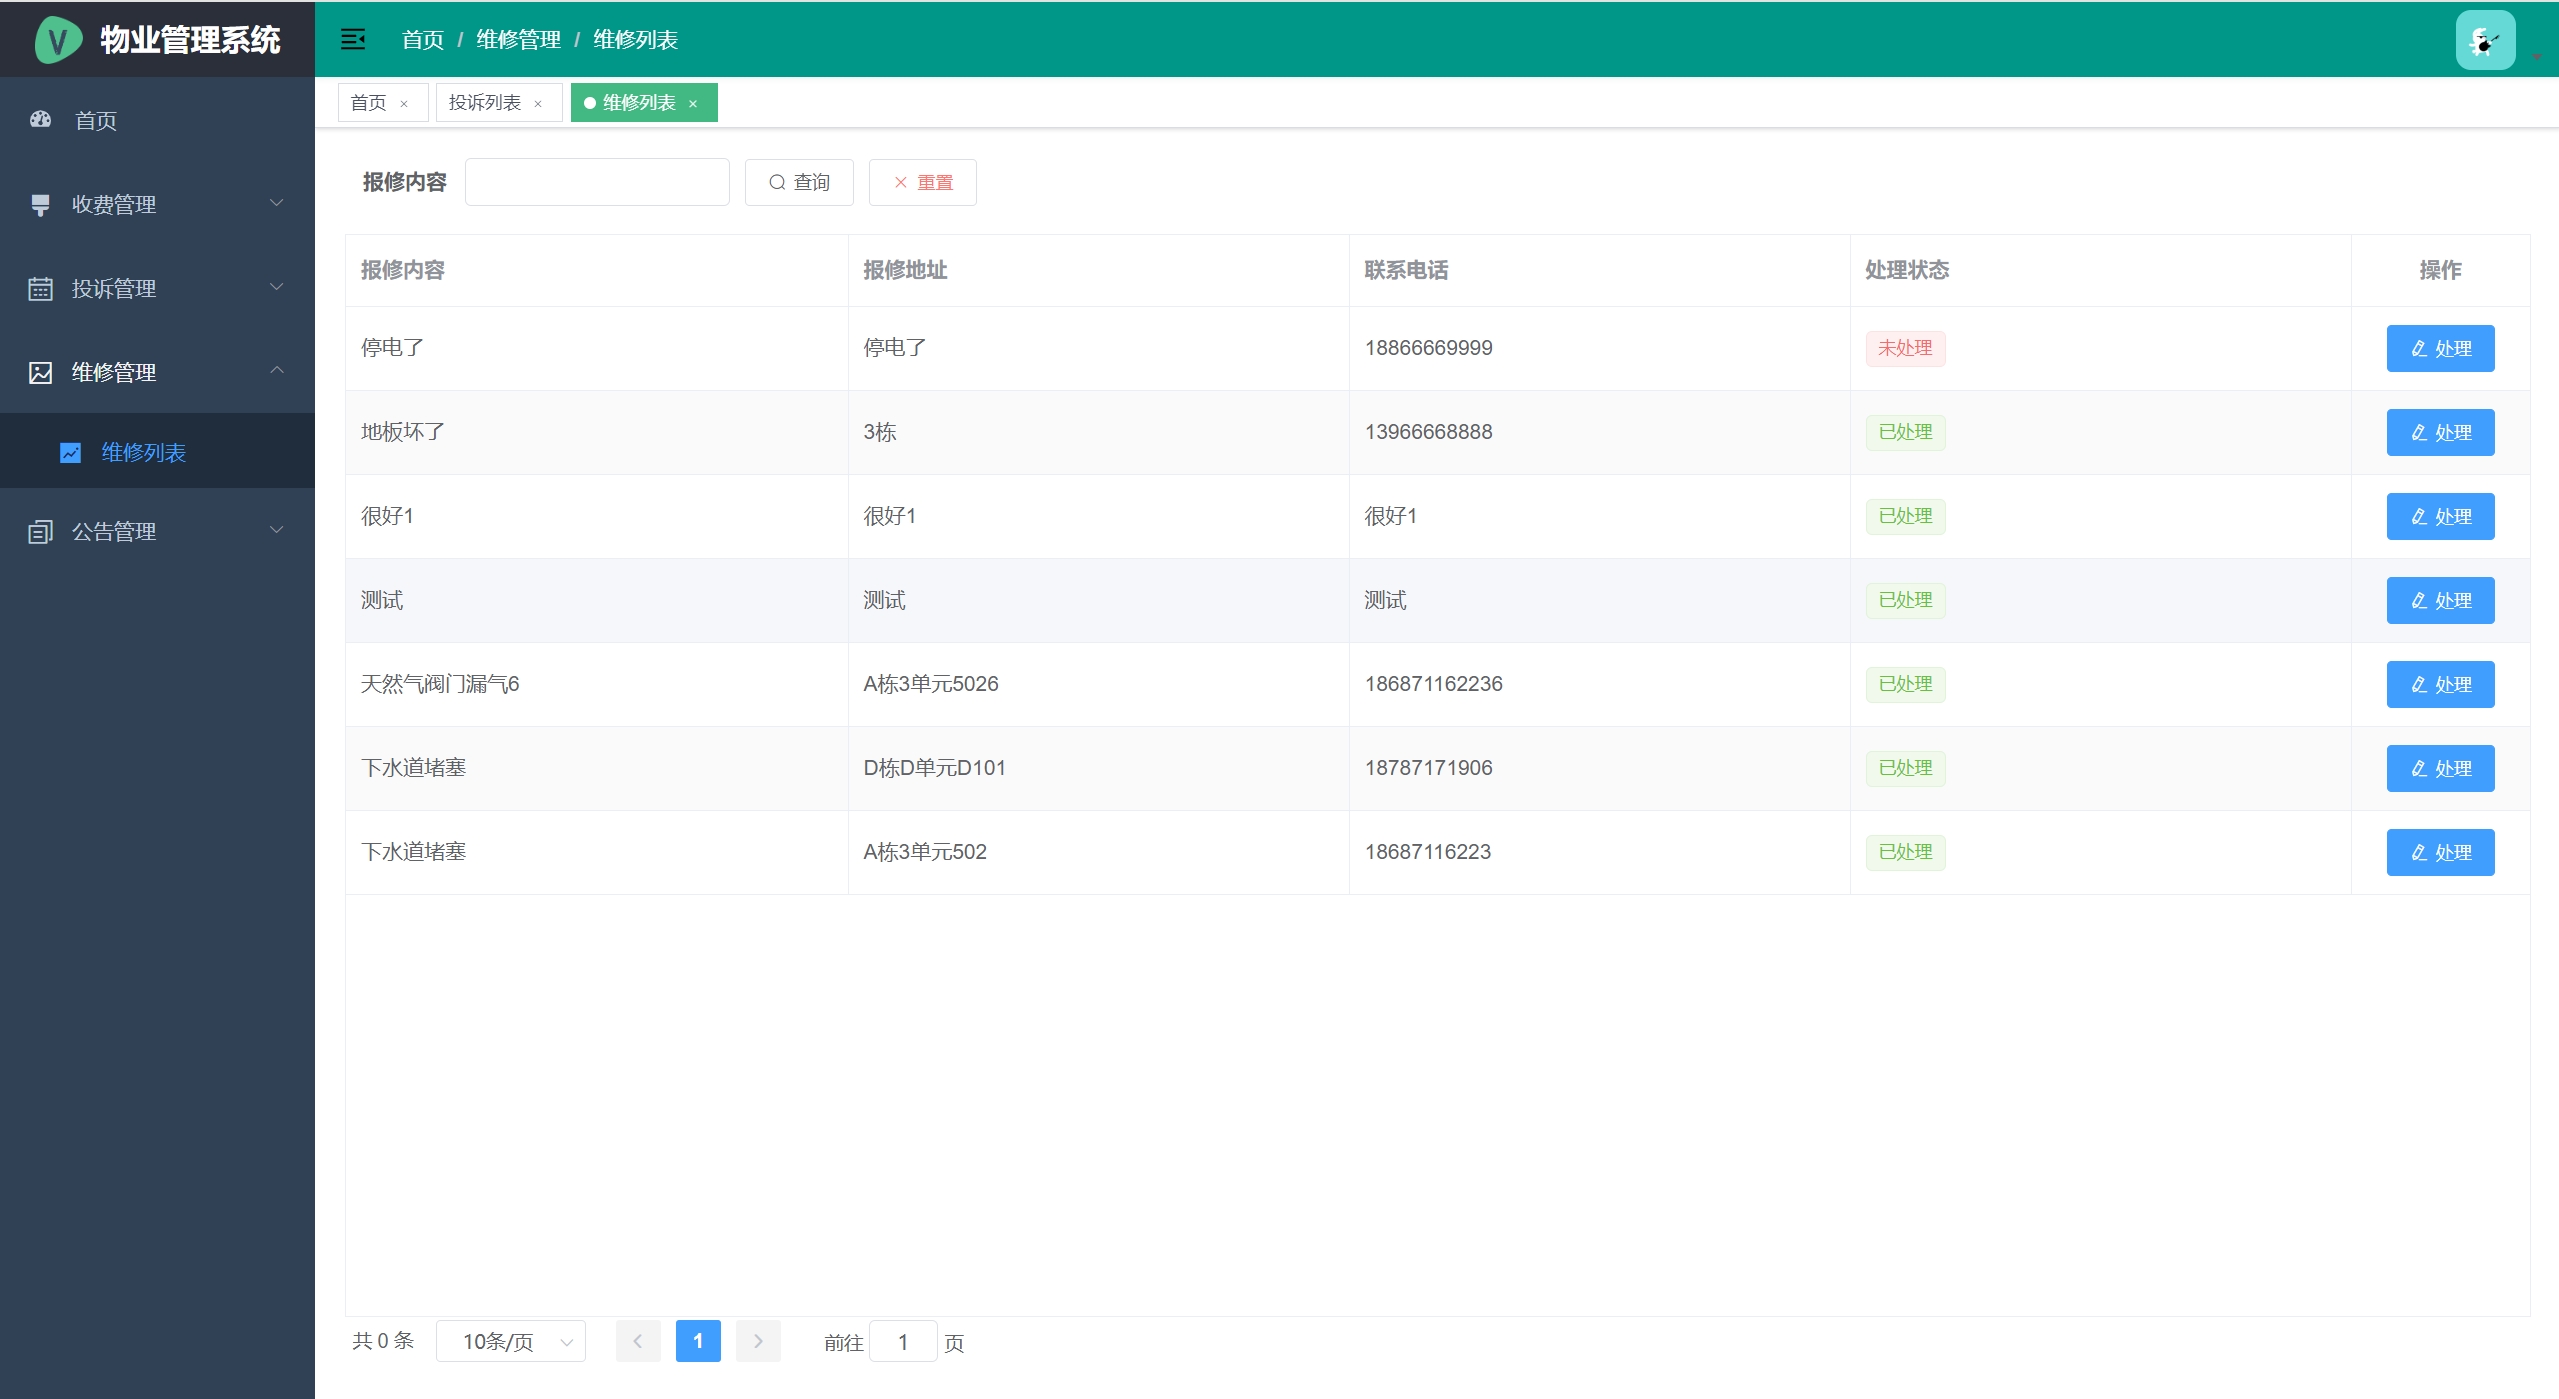 V 物业管理系统
首页 / 维修管理 / 维修列表
首页
收费管理
投诉管理
维修管理
维修列表
公告管理
首页 × 投诉列表 × 维修列表 ×
报修内容 查询 × 重置
报修内容 报修地址 联系电话 处理状态 操作
停电了 停电了 18866669999 未处理 处理
地板坏了 3栋 13966668888 已处理 处理
很好1 很好1 很好1 已处理 处理
测试 测试 测试 已处理 处理
天然气阀门漏气6 A栋3单元5026 186871162236 已处理 处理
下水道堵塞 D栋D单元D101 18787171906 已处理 处理
下水道堵塞 A栋3单元502 18687116223 已处理 处理
共 0 条 10条/页 1 前往 1 页